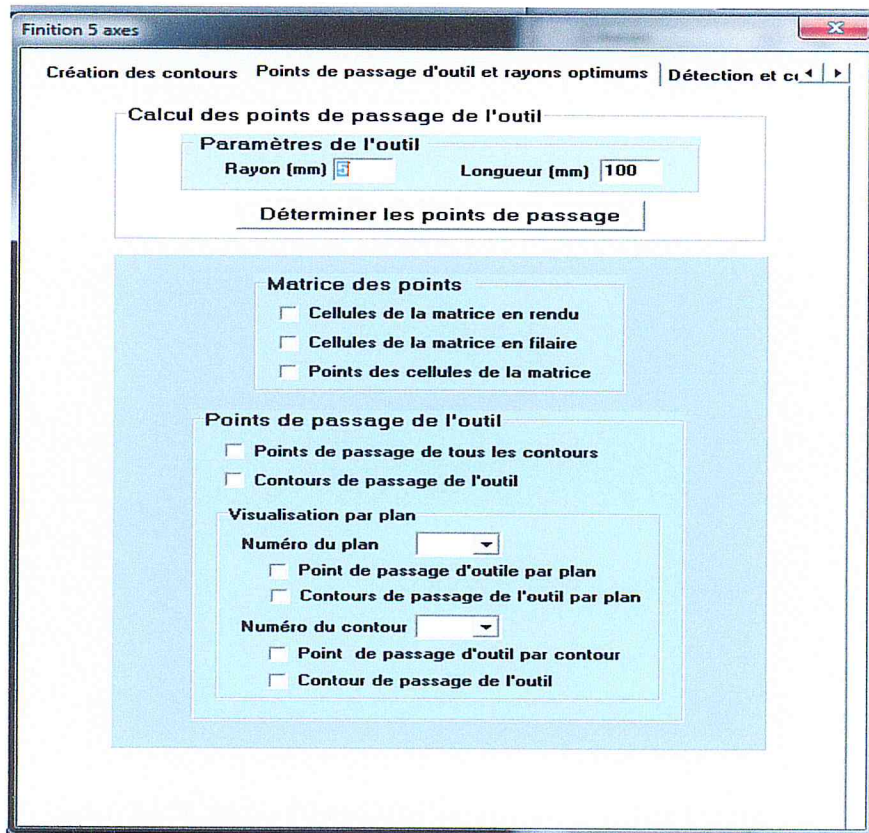 Finition 5 axes
Création des contours Points de passage d'outil et rayons optimums Détection et c
Calcul des points de passage de l'outil
Paramètres de l'outil
Rayon (mm) 5 Longueur (mm) 100
Déterminer les points de passage
Matrice des points
Cellules de la matrice en rendu
Cellules de la matrice en filaire
Points des cellules de la matrice
Points de passage de l'outil
Points de passage de tous les contours
Contours de passage de l'outil
Visualisation par plan
Numéro du plan
Point de passage d'outile par plan
Contours de passage de l'outil par plan
Numéro du contour
Point de passage d'outil par contour
Contour de passage de l'outil